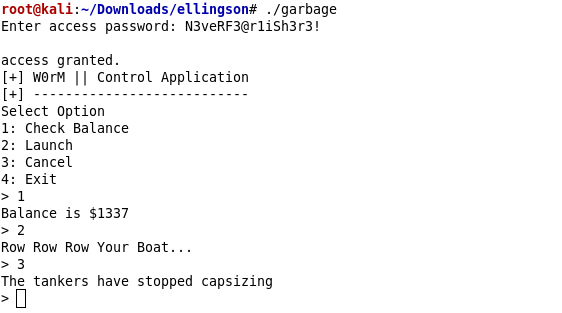 root@kali:~/Downloads/ellingson# ./garbage
Enter access password: N3veRF3@r1iSh3r3!
access granted.
[+] W0rM || Control Application
[+] ---------------------------
Select Option
1: Check Balance
2: Launch
3: Cancel
4: Exit
> 1
Balance is $1337
> 2
Row Row Row Your Boat...
> 3
The tankers have stopped capsizing
>